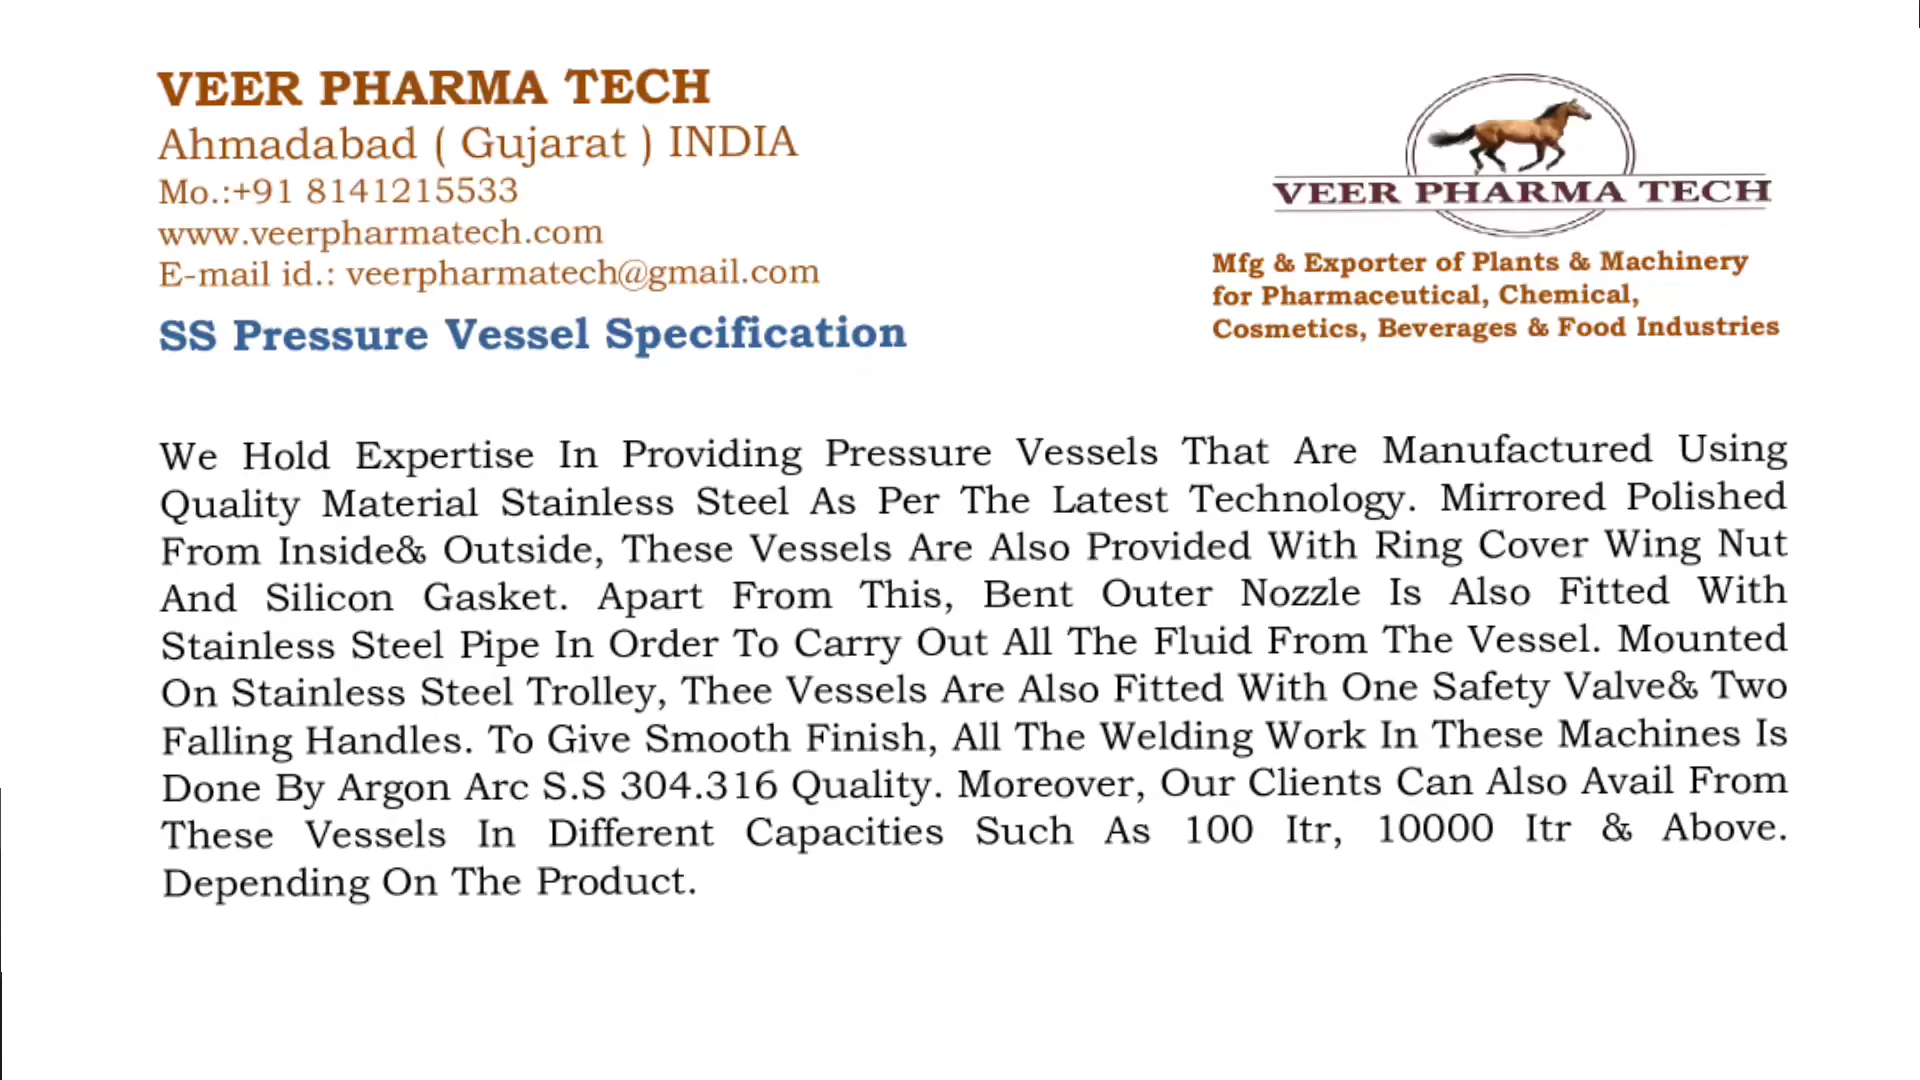 VEER PHARMA TECH
Ahmadabad ( Gujarat ) INDIA
Mo.:+91 8141215533
www.veerpharmatech.com
E-mail id.: veerpharmatech@gmail.com
SS Pressure Vessel Specification
VEER PHARMA TECH
Mfg & Exporter of Plants & Machinery
for Pharmaceutical, Chemical,
Cosmetics, Beverages & Food Industries
We Hold Expertise In Providing Pressure Vessels That Are Manufactured Using
Quality Material Stainless Steel As Per The Latest Technology. Mirrored Polished
From Inside& Outside, These Vessels Are Also Provided With Ring Cover Wing Nut
And Silicon Gasket. Apart From This, Bent Outer Nozzle Is Also Fitted With
Stainless Steel Pipe In Order To Carry Out All The Fluid From The Vessel. Mounted
On Stainless Steel Trolley, Thee Vessels Are Also Fitted With One Safety Valve& Two
Falling Handles. To Give Smooth Finish, All The Welding Work In These Machines Is
Done By Argon Arc S.S 304.316 Quality. Moreover, Our Clients Can Also Avail From
These Vessels In Different Capacities Such As 100 Itr, 10000 Itr & Above.
Depending On The Product.